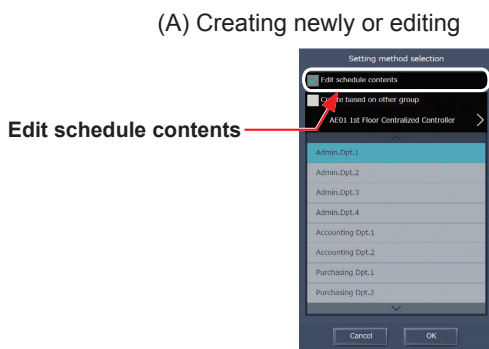 (A) Creating newly or editing
Setting method selection
Edit schedule contents
Create based on other group
Edit schedule contents
AE01 1st Floor Centralized Controller
Admin.Dpt.1
Admin.Dpt.2
Admin.Dpt.3
Admin.Dpt.4
Accounting Dpt.1
Accounting Dpt.2
Purchasing Dpt.1
Purchasing Dpt.2
Cancel OK